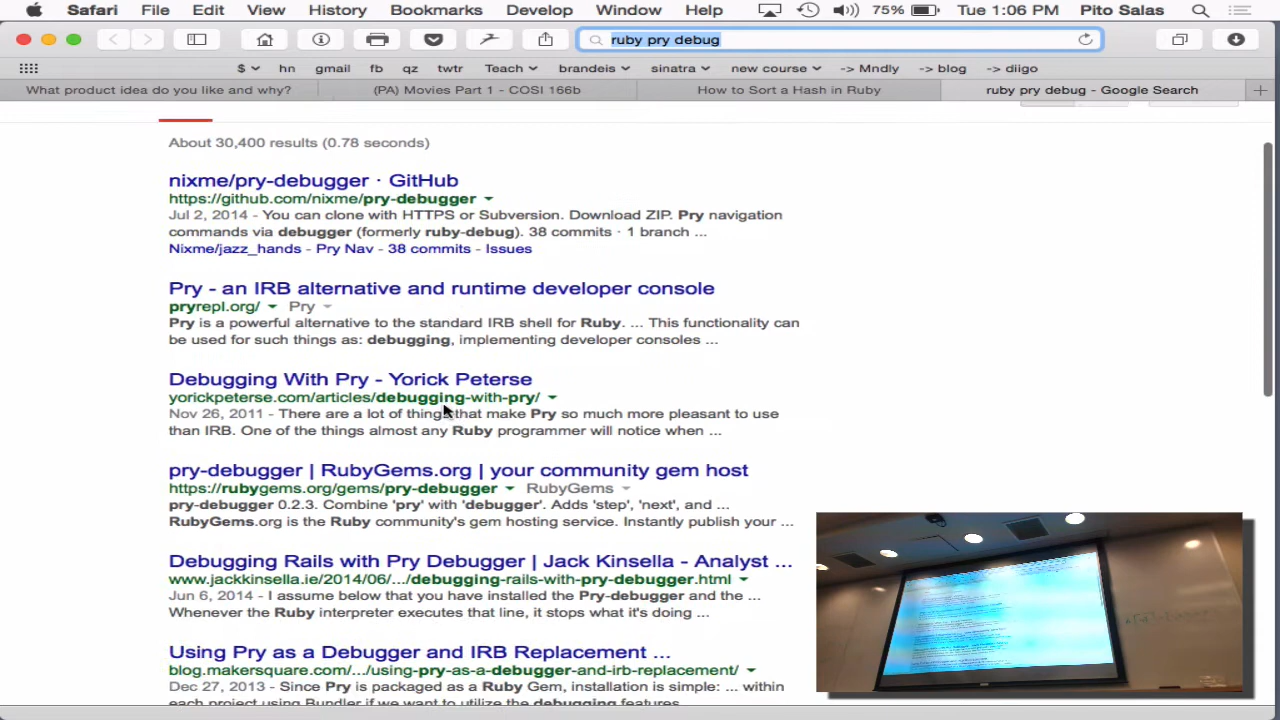 Safari File Edit View History Bookmarks Develop Window Help 75% Tue 1:06 PM Pito Salas
ruby pry debug
$ hn gmail fb qz twtr Teach brandeis sinatra new course -> Mndly -> blog -> diigo
What product idea do you like and why? (PA) Movies Part 1 - COSI 166b How to Sort a Hash in Ruby ruby pry debug - Google Search
About 30,400 results (0.78 seconds)
nixme/pry-debugger · GitHub
https://github.com/nixme/pry-debugger
Jul 2, 2014 - You can clone with HTTPS or Subversion. Download ZIP. Pry navigation
commands via debugger (formerly ruby-debug). 38 commits · 1 branch ...
Nixme/jazz_hands - Pry Nav - 38 commits - Issues
Pry - an IRB alternative and runtime developer console
pryrepl.org/ Pry
Pry is a powerful alternative to the standard IRB shell for Ruby. ... This functionality can
be used for such things as: debugging, implementing developer consoles ...
Debugging With Pry - Yorick Peterse
yorickpeterse.com/articles/debugging-with-pry/
Nov 26, 2011 - There are a lot of things that make Pry so much more pleasant to use
than IRB. One of the things almost any Ruby programmer will notice when ...
pry-debugger | RubyGems.org | your community gem host
https://rubygems.org/gems/pry-debugger RubyGems
pry-debugger 0.2.3. Combine 'pry' with 'debugger'. Adds 'step', 'next', and ...
RubyGems.org is the Ruby community's gem hosting service. Instantly publish your ...
Debugging Rails with Pry Debugger | Jack Kinsella - Analyst ...
www.jackkinsella.ie/2014/06/.../debugging-rails-with-pry-debugger.html
Jun 6, 2014 - I assume below that you have installed the Pry-debugger and the ...
Whenever the Ruby interpreter executes that line, it stops what it's doing ...
Using Pry as a Debugger and IRB Replacement ...
blog.makersquare.com/.../using-pry-as-a-debugger-and-irb-replacement/
Dec 27, 2013 - Since Pry is packaged as a Ruby Gem, installation is simple: ... within
each project using Bundler if we want to utilize the debugging features